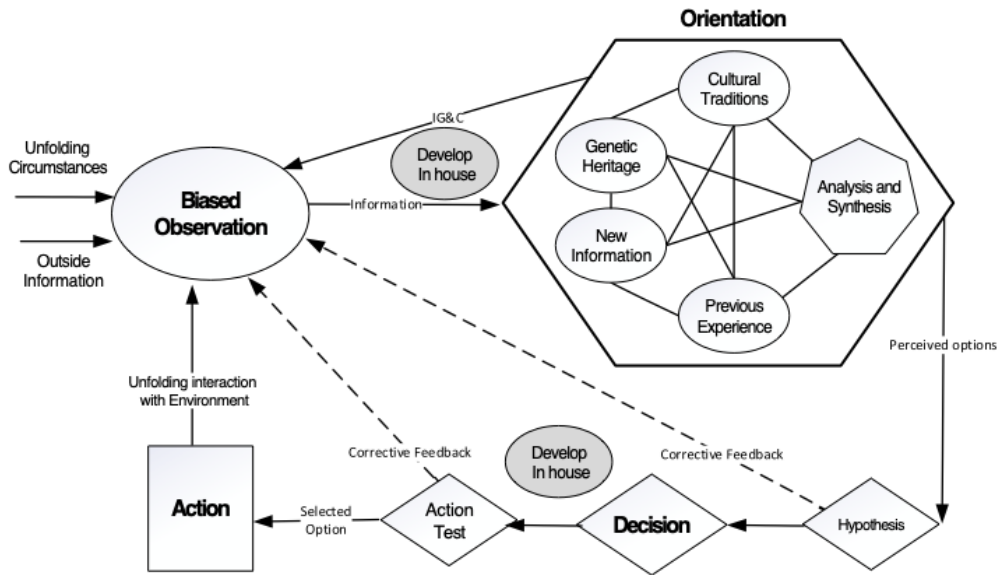 Orientation
Cultural
Traditions
IG&C
Genetic
Heritage
Develop
In house
Unfolding
Circumstances
Analysis and
Synthesis
Biased
Observation
Information
New
Information
Outside
Information
Previous
Experience
Perceived options
Unfolding interaction
with Environment
Corrective Feedback
Develop
In house
Corrective Feedback
Action
Selected
Option
Action
Test
Decision
Hypothesis